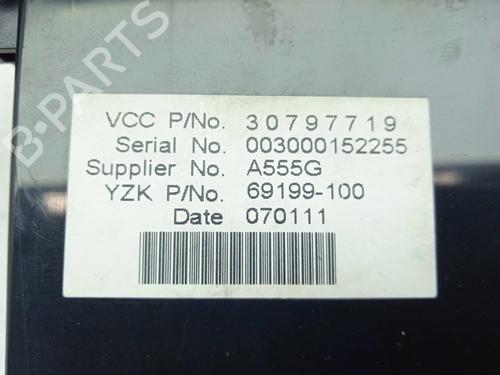 B-PARTS
VCC P/No. 30797719
Serial No. 003000152255
Supplier No. A555G
YZK P/No. 69199-100
Date 070111